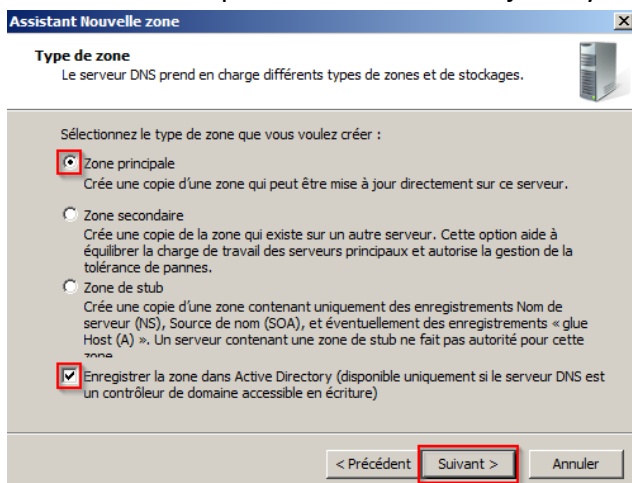 Assistant Nouvelle zone
Type de zone
Le serveur DNS prend en charge différents types de zones et de stockages.
Sélectionnez le type de zone que vous voulez créer :
Zone principale
Crée une copie d'une zone qui peut être mise à jour directement sur ce serveur.
Zone secondaire
Crée une copie de la zone qui existe sur un autre serveur. Cette option aide à
équilibrer la charge de travail des serveurs principaux et autorise la gestion de la
tolérance de pannes.
Zone de stub
Crée une copie d'une zone contenant uniquement des enregistrements Nom de
serveur (NS), Source de nom (SOA), et éventuellement des enregistrements « glue
Host (A) ». Un serveur contenant une zone de stub ne fait pas autorité pour cette
zone
Enregistrer la zone dans Active Directory (disponible uniquement si le serveur DNS est
un contrôleur de domaine accessible en écriture)
< Précédent Suivant > Annuler